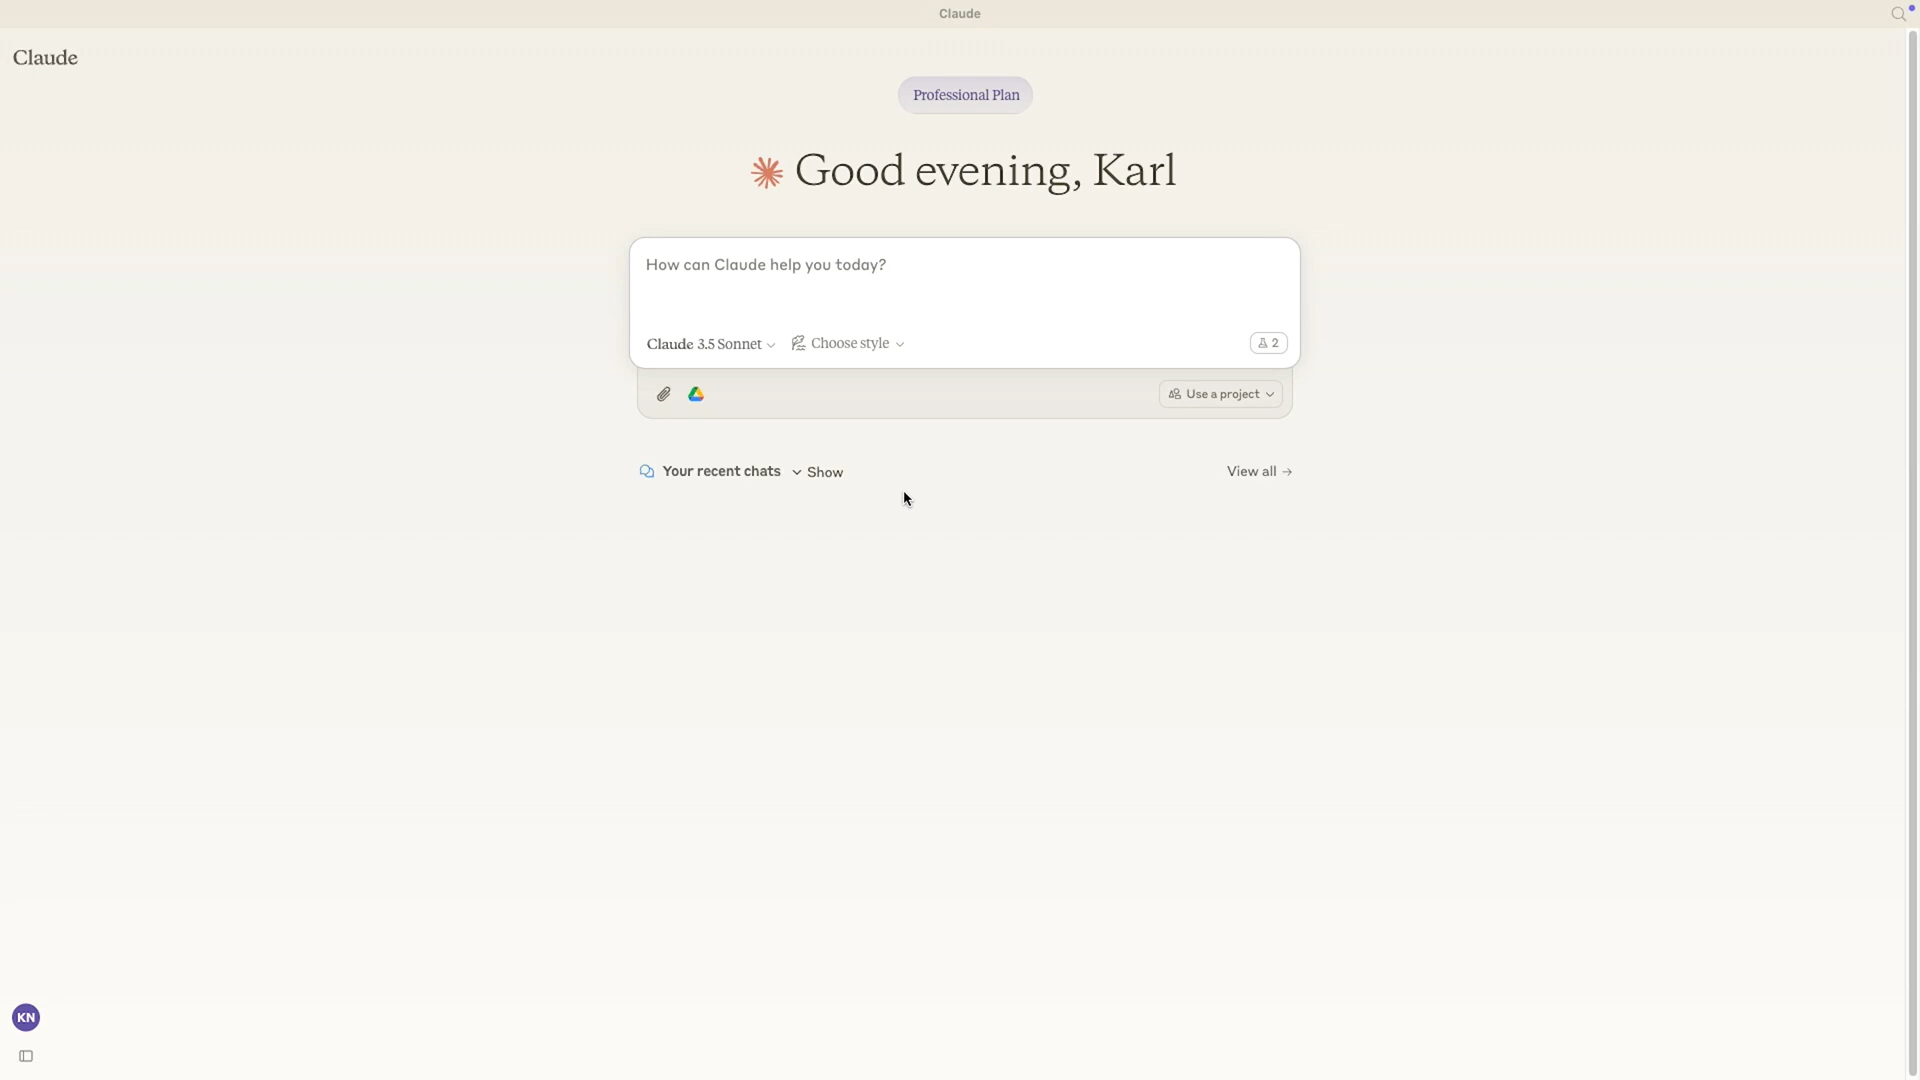 Claude
Claude
Professional Plan
Good evening, Karl
How can Claude help you today?
Claude 3.5 Sonnet Choose style 2
Use a project
Your recent chats Show View all →
KN